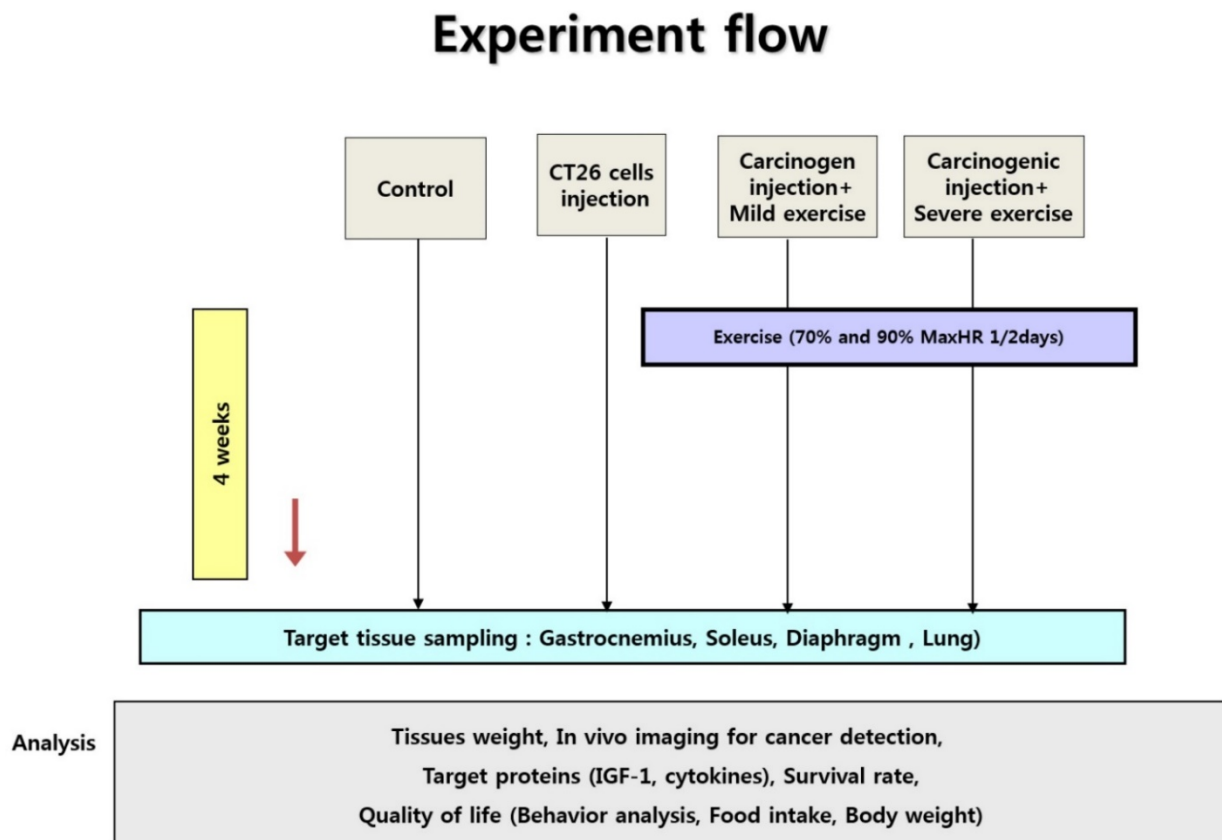 Experiment flow
Control
CT26 cells
injection
Carcinogen
injection+
Mild exercise
Carcinogenic
injection+
Severe exercise
Exercise (70% and 90% MaxHR 1/2days)
4 weeks
Target tissue sampling : Gastrocnemius, Soleus, Diaphragm , Lung)
Analysis
Tissues weight, In vivo imaging for cancer detection,
Target proteins (IGF-1, cytokines), Survival rate,
Quality of life (Behavior analysis, Food intake, Body weight)